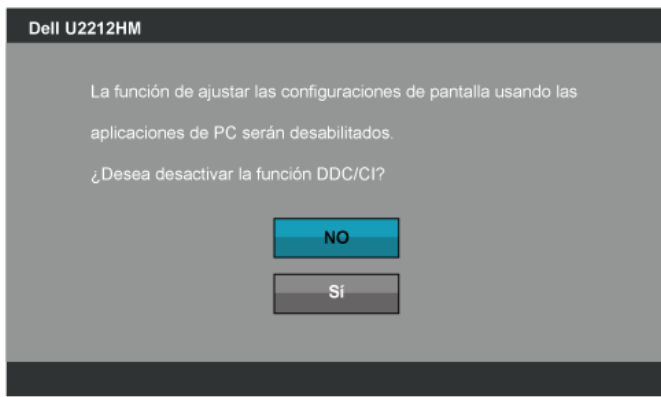 Dell U2212HM
La función de ajustar las configuraciones de pantalla usando las
aplicaciones de PC serán desabilitados.
¿Desea desactivar la función DDC/CI?
NO
Sí